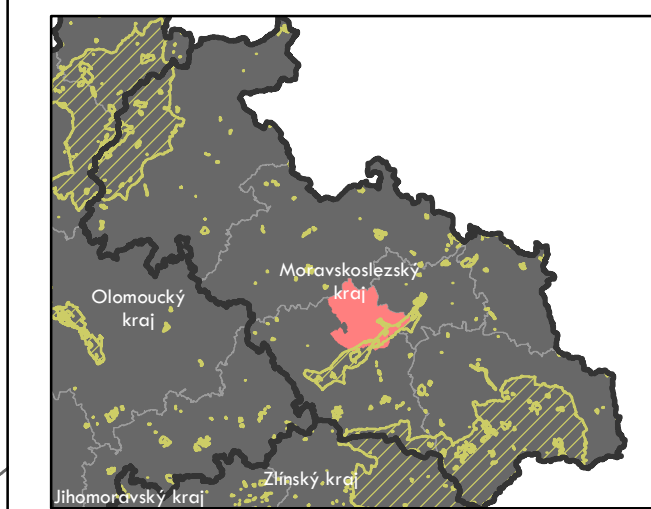 Moravskoslezský
kraj
Olomoucký
kraj
Zlínský kraj
Jihomoravský kraj